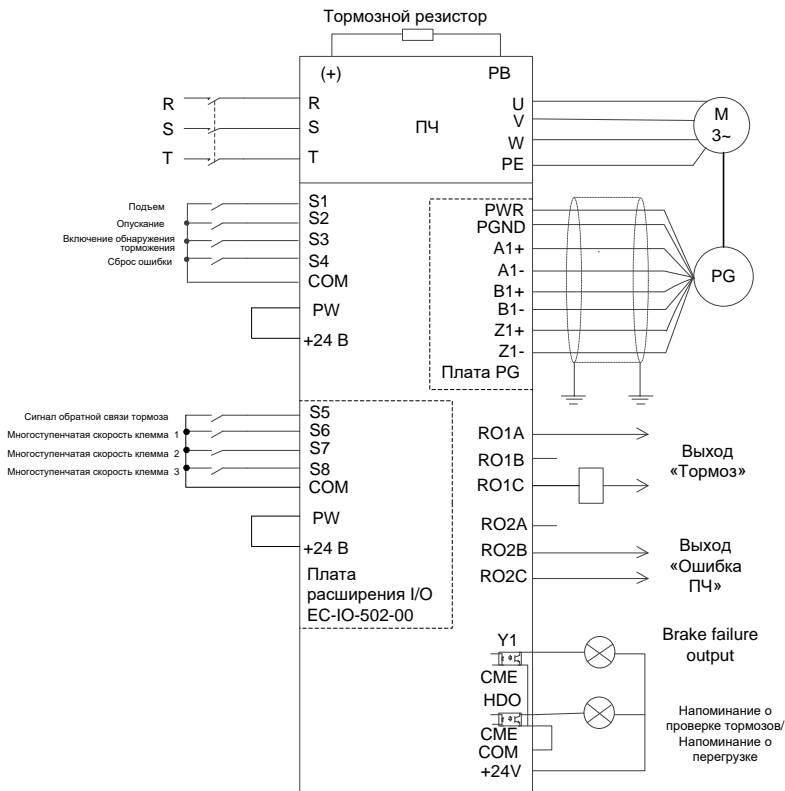 Тормозной резистор
(+)
PB
R
S
T
R
S
T
ПЧ
U
V
W
PE
M
3~
Подъем
Опускание
Включение обнаружения
торможения
Сброс ошибки
S1
S2
S3
S4
COM
PW
+24 В
PWR
PGND
A1+
A1-
B1+
B1-
Z1+
Z1-
Плата PG
PG
Сигнал обратной связи тормоза
Многоступенчатая скорость клемма 1
Многоступенчатая скорость клемма 2
Многоступенчатая скорость клемма 3
S5
S6
S7
S8
COM
PW
+24 В
Плата
расширения I/O
EC-IO-502-00
RO1A
RO1B
RO1C
Выход
«Тормоз»
RO2A
RO2B
RO2C
Выход
«Ошибка
ПЧ»
Y1
CME
HDO
CME
COM
+24V
Brake failure
output
Напоминание о
проверке тормозов/
Напоминание о
перегрузке